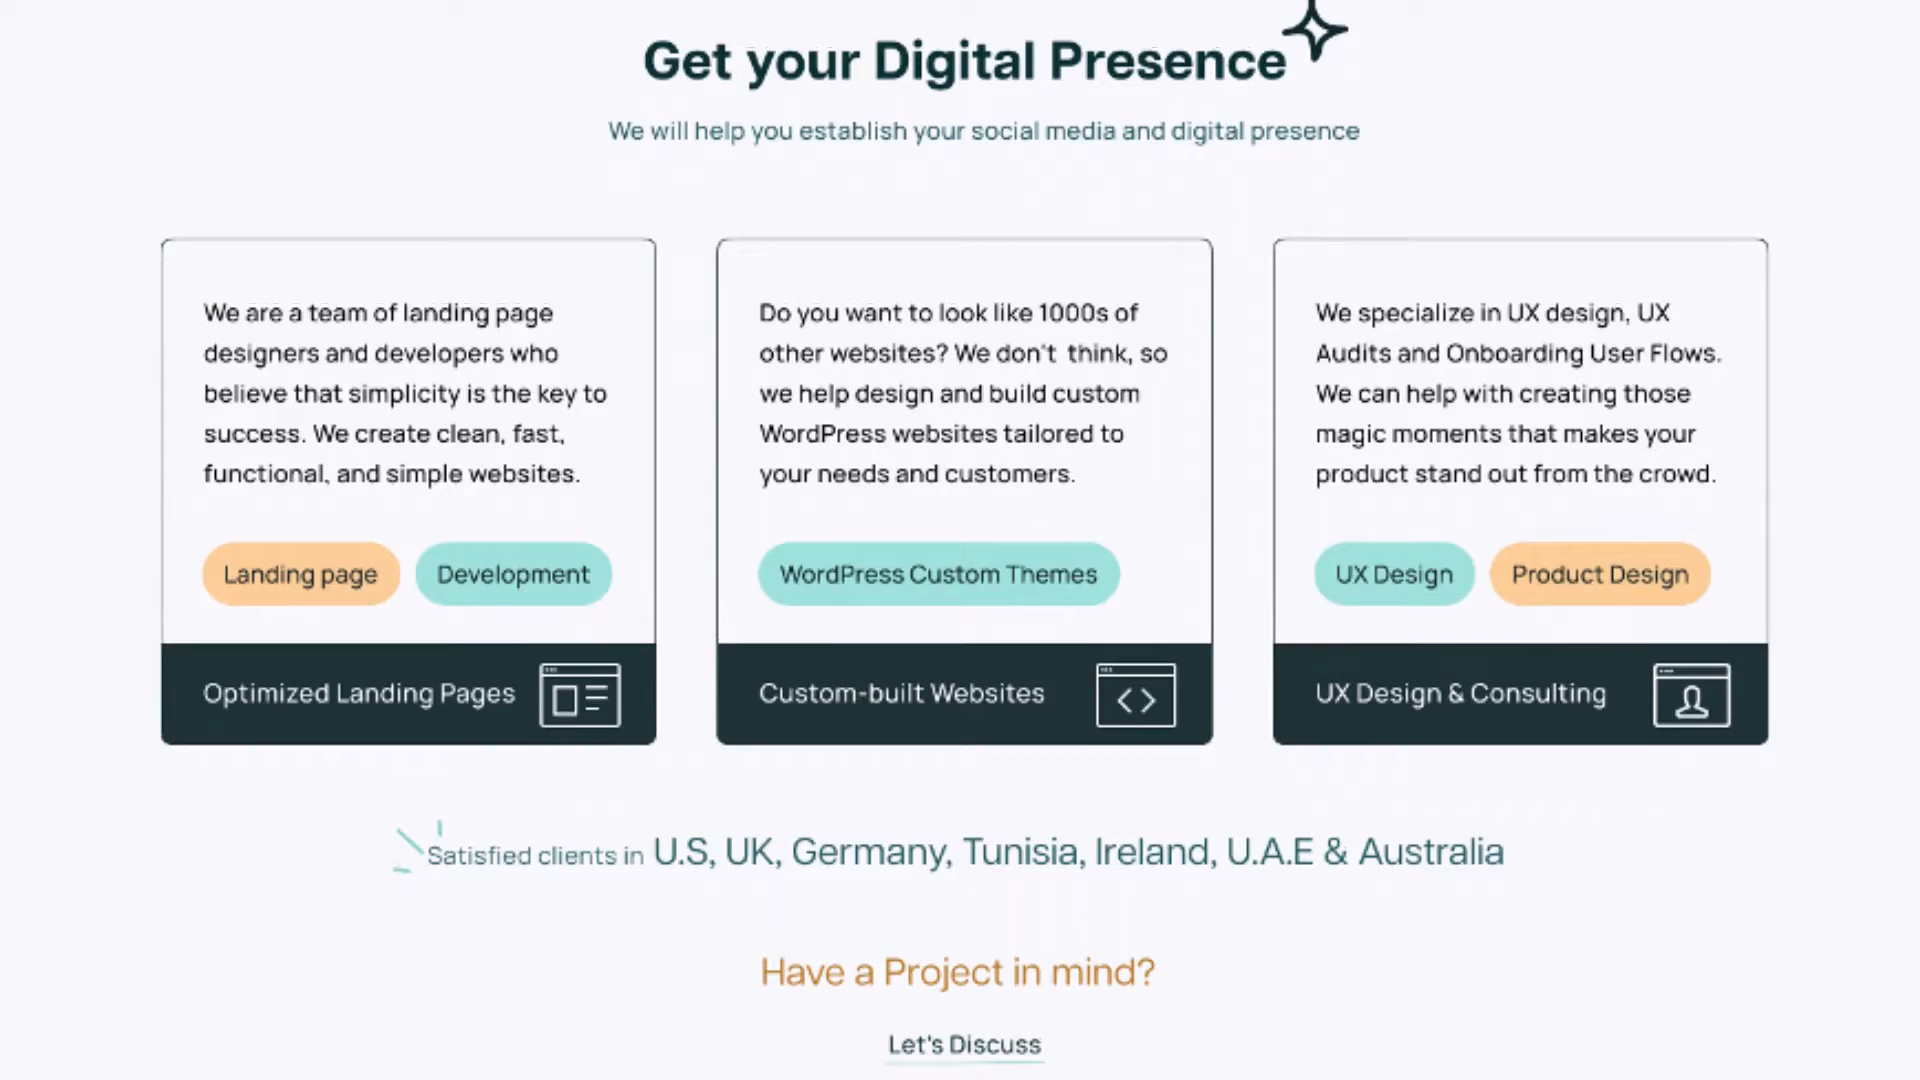 Get your Digital Presence
We will help you establish your social media and digital presence
We are a team of landing page
designers and developers who
believe that simplicity is the key to
success. We create clean, fast,
functional, and simple websites.
Landing page
Development
Optimized Landing Pages
Do you want to look like 1000s of
other websites? We don't  think, so
we help design and build custom
WordPress websites tailored to
your needs and customers.
WordPress Custom Themes
Custom-built Websites
We specialize in UX design, UX
Audits and Onboarding User Flows.
We can help with creating those
magic moments that makes your
product stand out from the crowd.
UX Design
Product Design
UX Design & Consulting
Satisfied clients in U.S, UK, Germany, Tunisia, Ireland, U.A.E & Australia
Have a Project in mind?
Let's Discuss